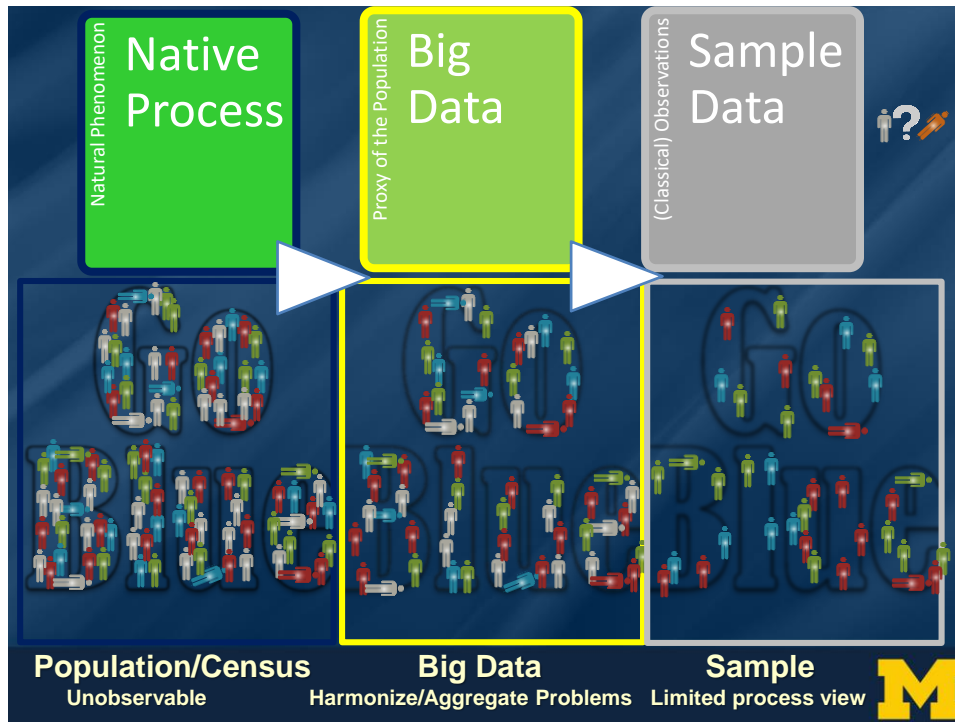 Natural Phenomenon
Native
Process
Proxy of the Population
Big
Data
(Classical) Observations
Sample
Data
?
Go
Blue
Go
Blue
Go
Blue
Population/Census
Unobservable
Big Data
Harmonize/Aggregate Problems
Sample
Limited process view
M